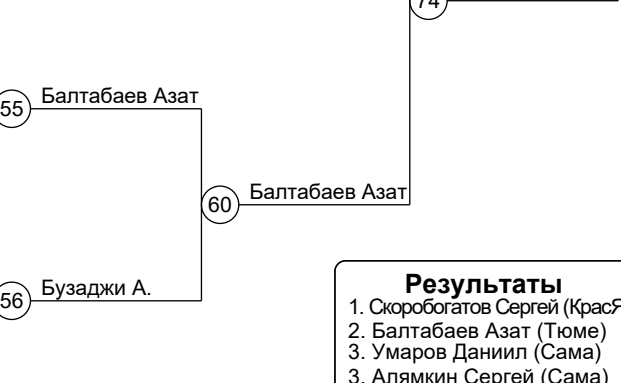 74
55 Балтабаев Азат
60 Балтабаев Азат
56 Бузаджи А.
Результаты
1. Скоробогатов Сергей (КрасЯ
2. Балтабаев Азат (Тюме)
3. Умаров Даниил (Сама)
3. Алямкин Сергей (Сама)